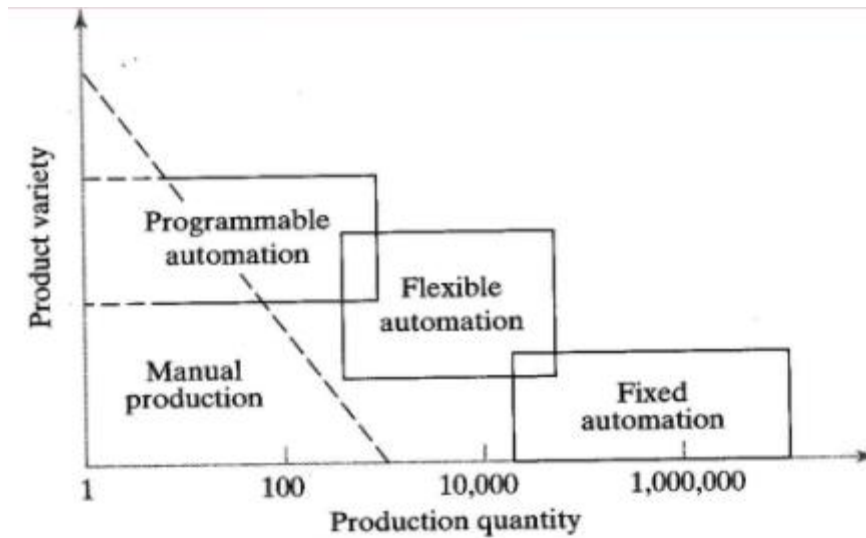 Product variety
Programmable
automation
Flexible
automation
Manual
production
Fixed
automation
1
100
10,000
1,000,000
Production quantity